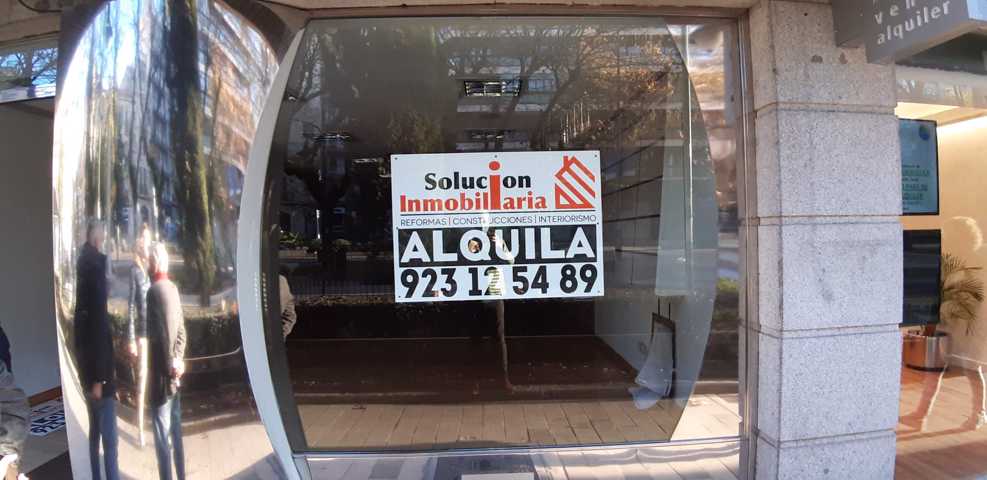 Solucion
Inmobiliaria
REFORMAS | CONSTRUCCIONES | INTERIORISMO
ALQUILA
923 12 54 89
alquiler